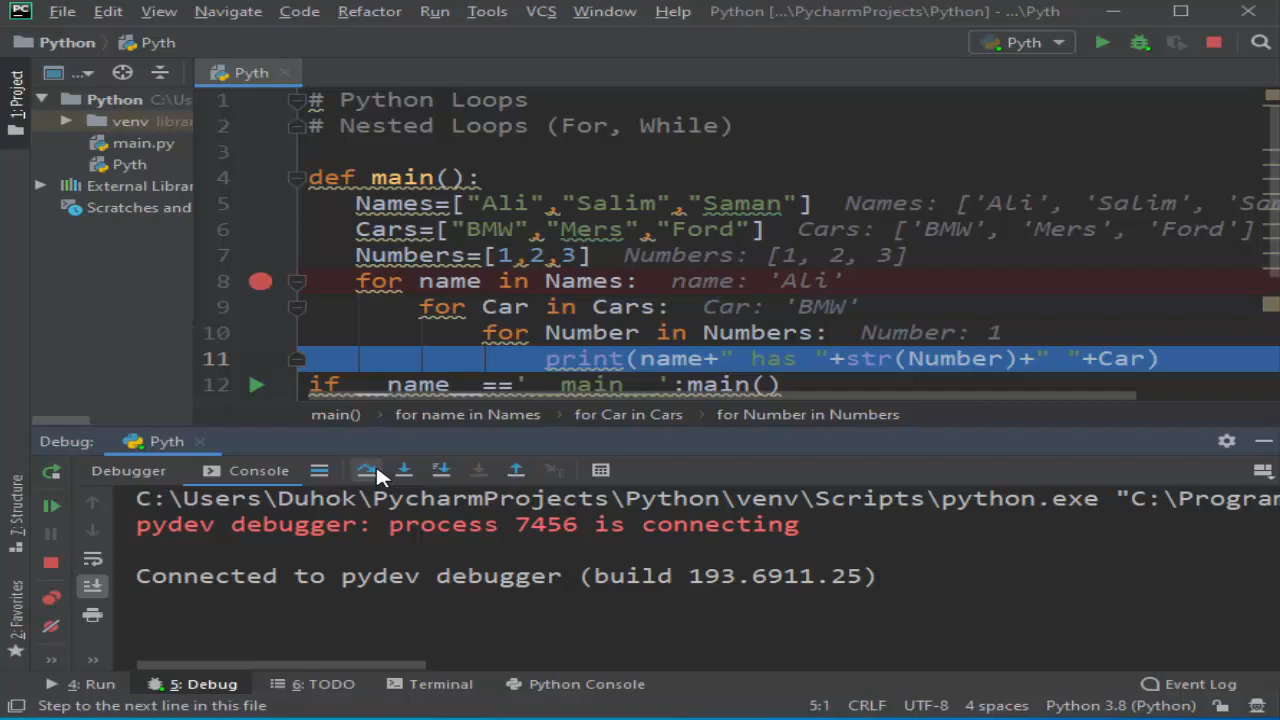 File Edit View Navigate Code Refactor Run Tools VCS Window Help Python [...\PycharmProjects\Python] - ...\Pyth
Python Pyth Pyth
1: Project ... Pyth
Python C:\Us
venv libra
main.py
Pyth
External Librar
Scratches and
1 # Python Loops
2 # Nested Loops (For, While)
3
4 def main():
5 Names=["Ali","Salim","Saman"] Names: ['Ali', 'Salim', 'Sam
6 Cars=["BMW","Mers","Ford"] Cars: ['BMW', 'Mers', 'Ford']
7 Numbers=[1,2,3] Numbers: [1, 2, 3]
8 for name in Names: name: 'Ali'
9 for Car in Cars: Car: 'BMW'
10 for Number in Numbers: Number: 1
11 print(name+" has "+str(Number)+" "+Car)
12 if __name__=='__main__':main()
main() for name in Names for Car in Cars for Number in Numbers
Debug: Pyth
Debugger Console
C:\Users\Duhok\PycharmProjects\Python\venv\Scripts\python.exe "C:\Progra
pydev debugger: process 7456 is connecting
Connected to pydev debugger (build 193.6911.25)
7: Structure
2: Favorites
4: Run 5: Debug 6: TODO Terminal Python Console Event Log
Step to the next line in this file 5:1 CRLF UTF-8 4 spaces Python 3.8 (Python)